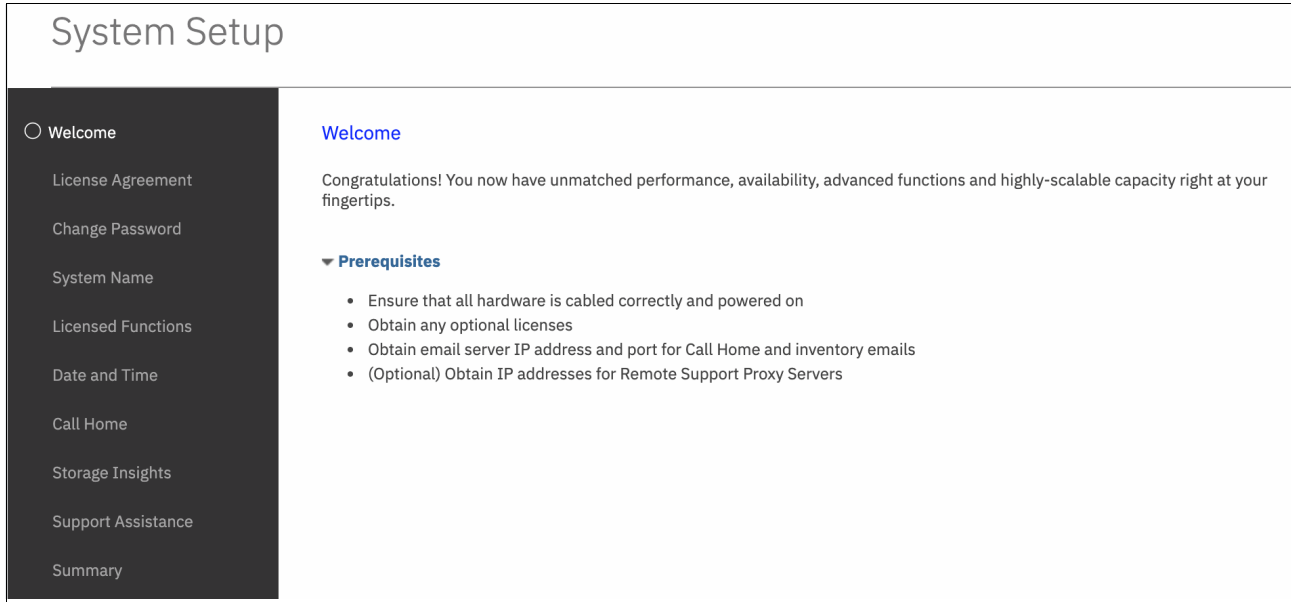 System Setup
Welcome
License Agreement
Change Password
System Name
Licensed Functions
Date and Time
Call Home
Storage Insights
Support Assistance
Summary
Welcome
Congratulations! You now have unmatched performance, availability, advanced functions and highly-scalable capacity right at your
fingertips.
Prerequisites
• Ensure that all hardware is cabled correctly and powered on
• Obtain any optional licenses
• Obtain email server IP address and port for Call Home and inventory emails
• (Optional) Obtain IP addresses for Remote Support Proxy Servers